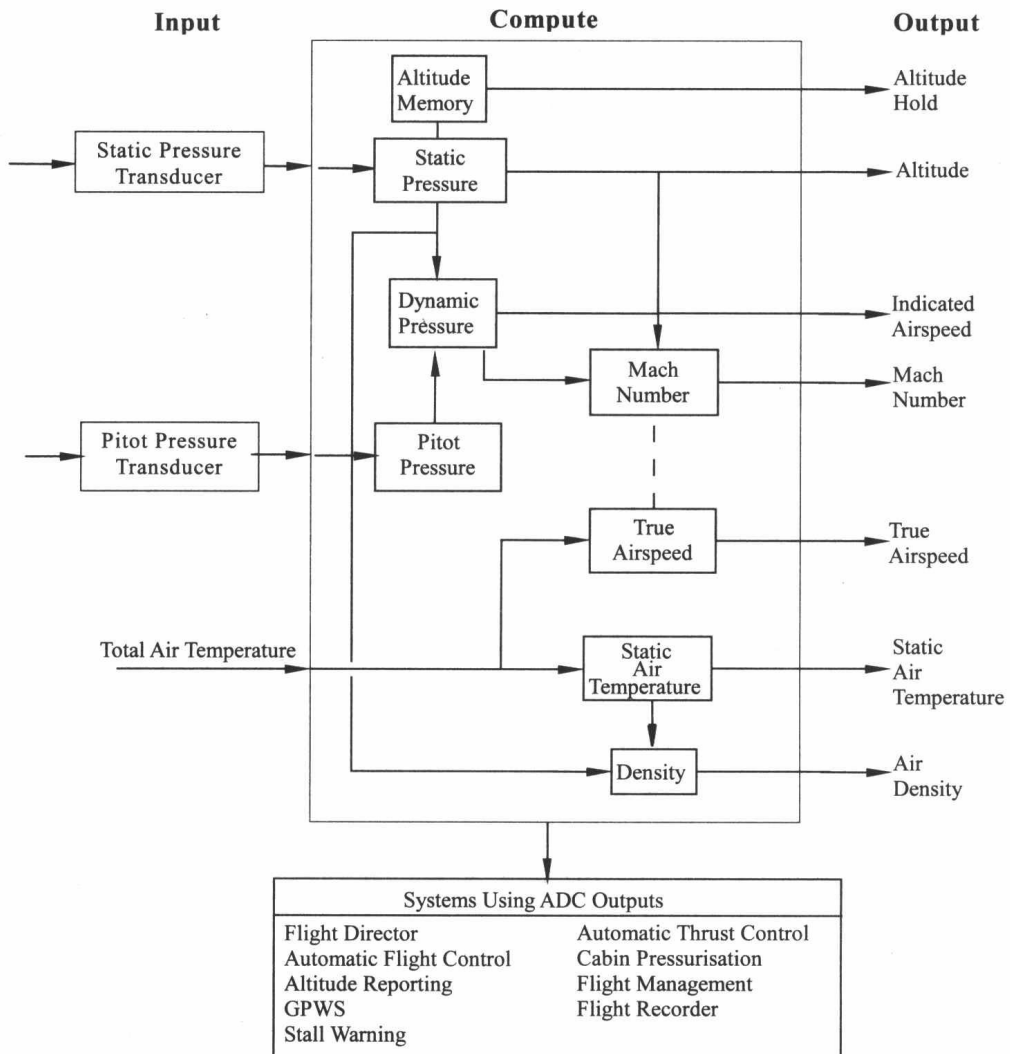 Input
Compute
Output
Altitude
Memory
Altitude
Hold
Static Pressure
Transducer
Static
Pressure
Altitude
Dynamic
Pressure
Indicated
Airspeed
Mach
Number
Mach
Number
Pitot Pressure
Transducer
Pitot
Pressure
True
Airspeed
True
Airspeed
Total Air Temperature
Static
Air
Temperature
Static
Air
Temperature
Density
Air
Density
Systems Using ADC Outputs
Flight Director
Automatic Flight Control
Altitude Reporting
GPWS
Stall Warning
Automatic Thrust Control
Cabin Pressurisation
Flight Management
Flight Recorder